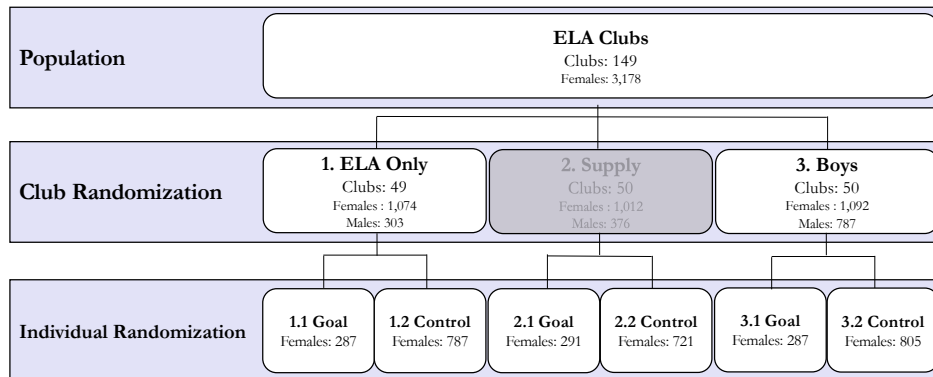 Population
ELA Clubs
Clubs: 149
Females: 3,178
Club Randomization
1. ELA Only
Clubs: 49
Females : 1,074
Males: 303
2. Supply
Clubs: 50
Females : 1,012
Males: 376
3. Boys
Clubs: 50
Females : 1,092
Males: 787
Individual Randomization
1.1 Goal
Females: 287
1.2 Control
Females: 787
2.1 Goal
Females: 291
2.2 Control
Females: 721
3.1 Goal
Females: 287
3.2 Control
Females: 805